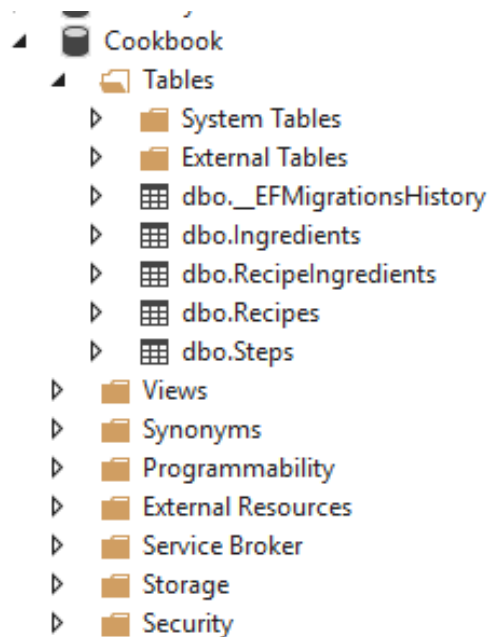 Cookbook
Tables
System Tables
External Tables
dbo.__EFMigrationsHistory
dbo.Ingredients
dbo.RecipeIngredients
dbo.Recipes
dbo.Steps
Views
Synonyms
Programmability
External Resources
Service Broker
Storage
Security